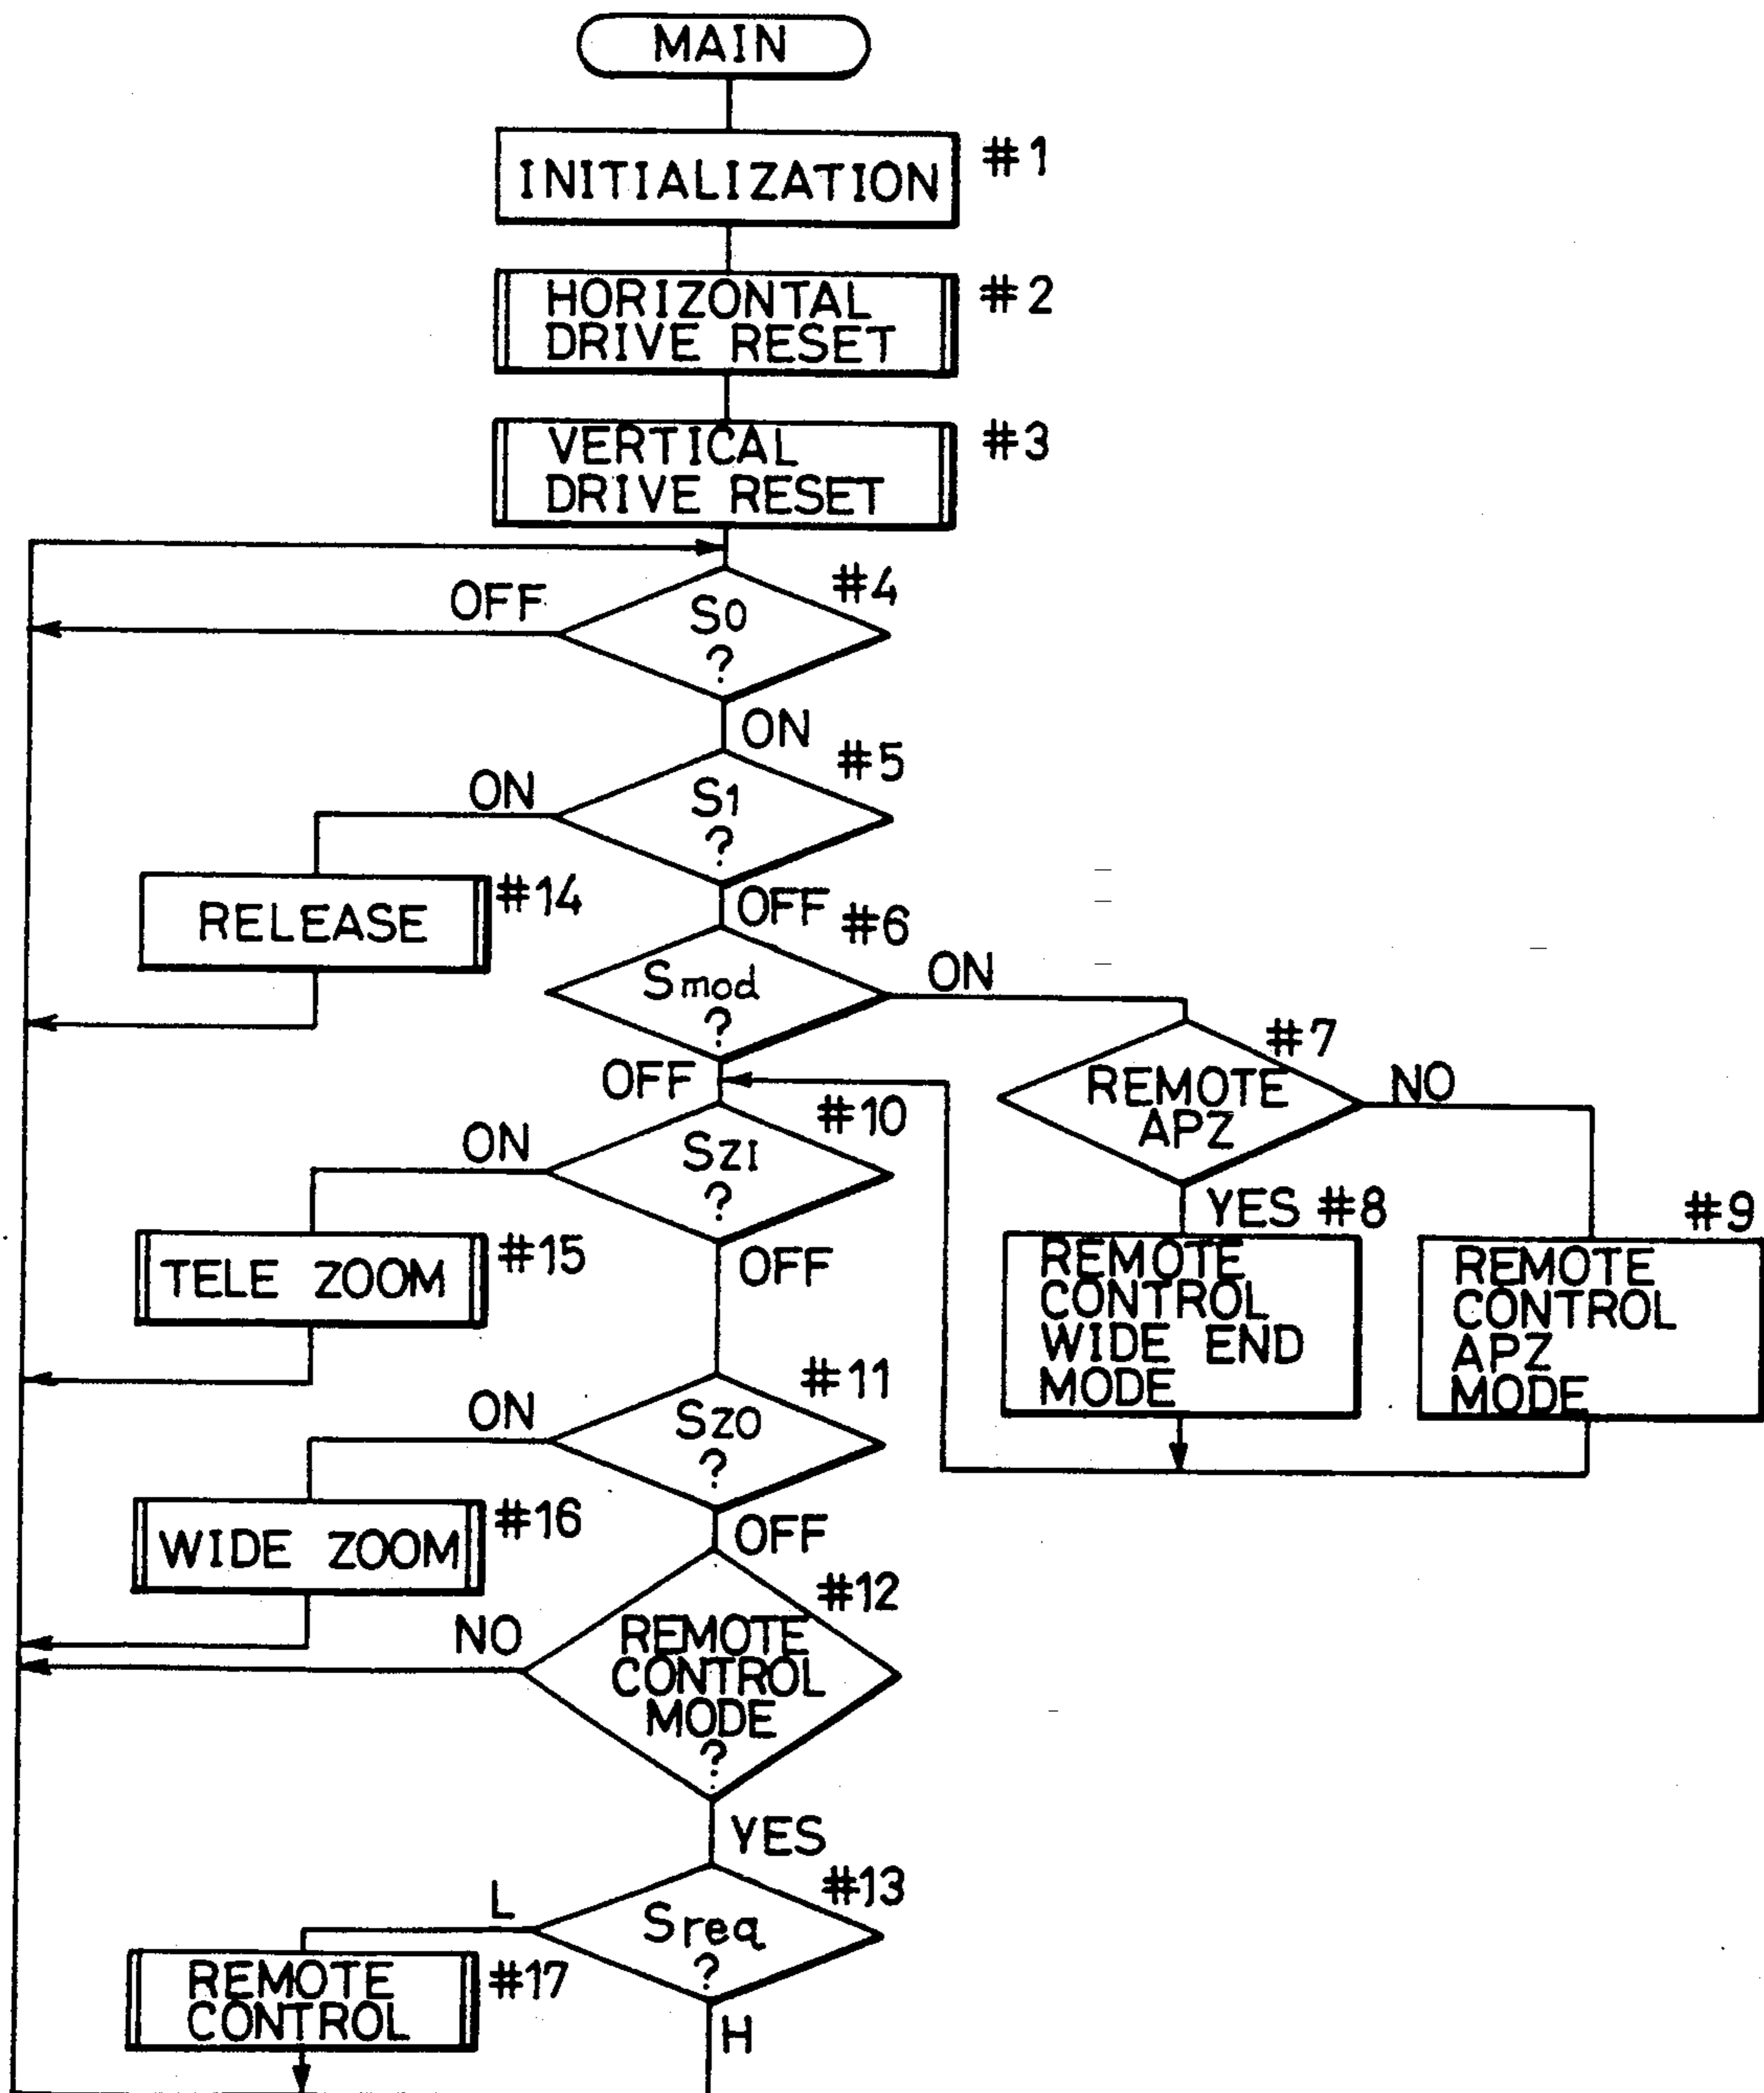 MAIN
INITIALIZATION
#1
HORIZONTAL
DRIVE RESET
#2
VERTICAL
DRIVE RESET
#3
OFF
S0
?
#4
ON
ON
S1
?
#5
RELEASE
#14
OFF
#6
Smod
?
ON
OFF
#7
REMOTE
APZ
NO
#10
ON
SZI
?
YES
#8
#9
TELE ZOOM
#15
OFF
REMOTE
CONTROL
WIDE END
MODE
REMOTE
CONTROL
APZ
MODE
#11
ON
SZO
?
WIDE ZOOM
#16
OFF
#12
NO
REMOTE
CONTROL
MODE
?
YES
#13
L
Sreq
?
REMOTE
CONTROL
#17
H